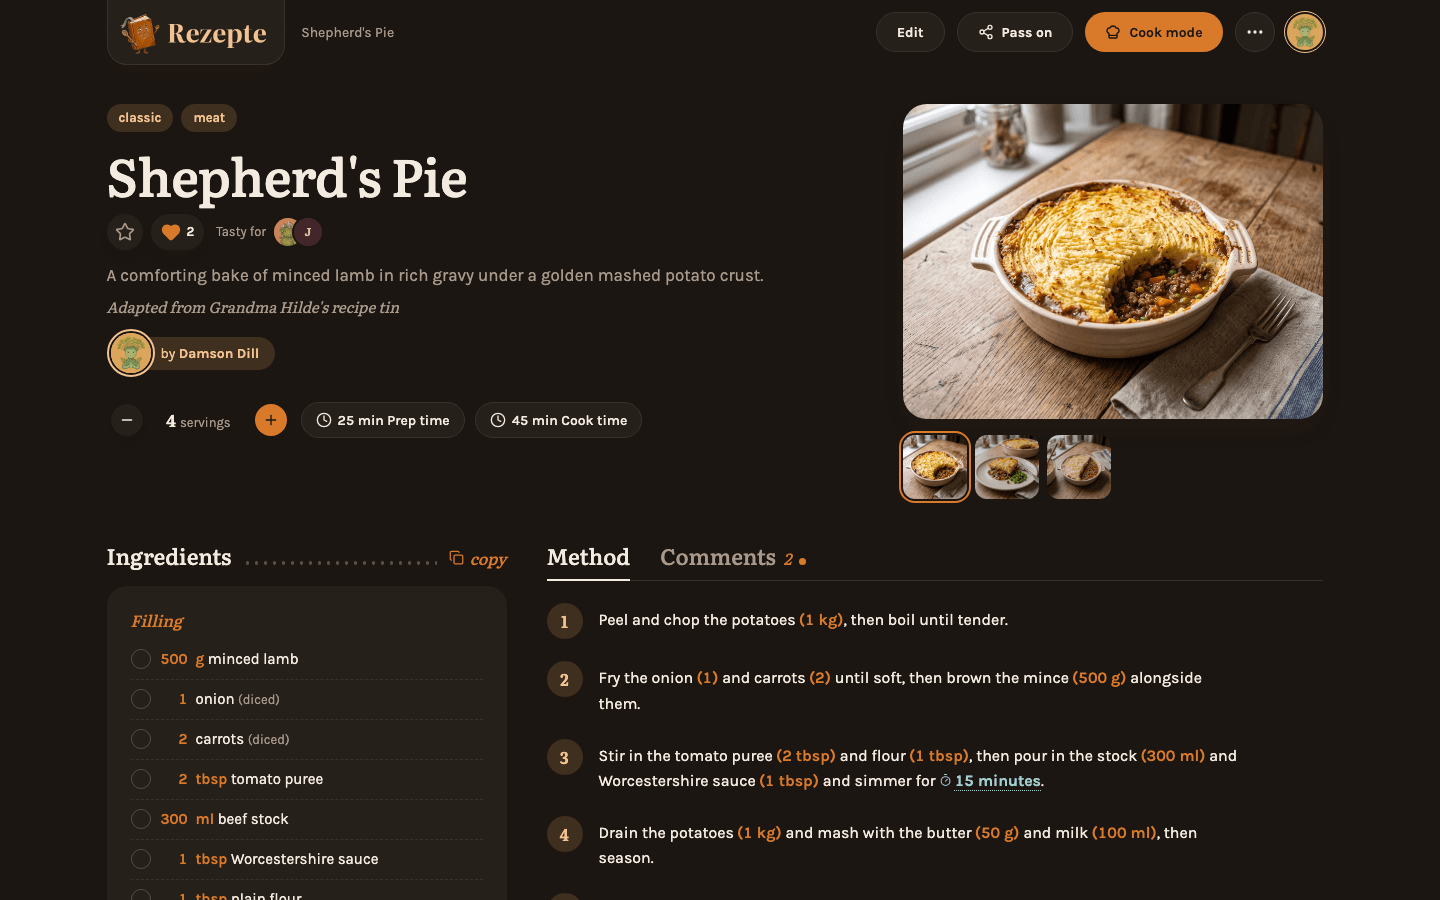 Rezepte
Shepherd's Pie
Edit
Pass on
Cook mode
classic
meat
Shepherd's Pie
2
Tasty for
J
A comforting bake of minced lamb in rich gravy under a golden mashed potato crust.
Adapted from Grandma Hilde's recipe tin
by Damson Dill
4 servings
25 min Prep time
45 min Cook time
Ingredients
copy
Filling
500 g minced lamb
1 onion (diced)
2 carrots (diced)
2 tbsp tomato puree
300 ml beef stock
1 tbsp Worcestershire sauce
1 tbsp plain flour
Method
Comments 2
1 Peel and chop the potatoes (1 kg), then boil until tender.
2 Fry the onion (1) and carrots (2) until soft, then brown the mince (500 g) alongside
them.
3 Stir in the tomato puree (2 tbsp) and flour (1 tbsp), then pour in the stock (300 ml) and
Worcestershire sauce (1 tbsp) and simmer for 15 minutes.
4 Drain the potatoes (1 kg) and mash with the butter (50 g) and milk (100 ml), then
season.